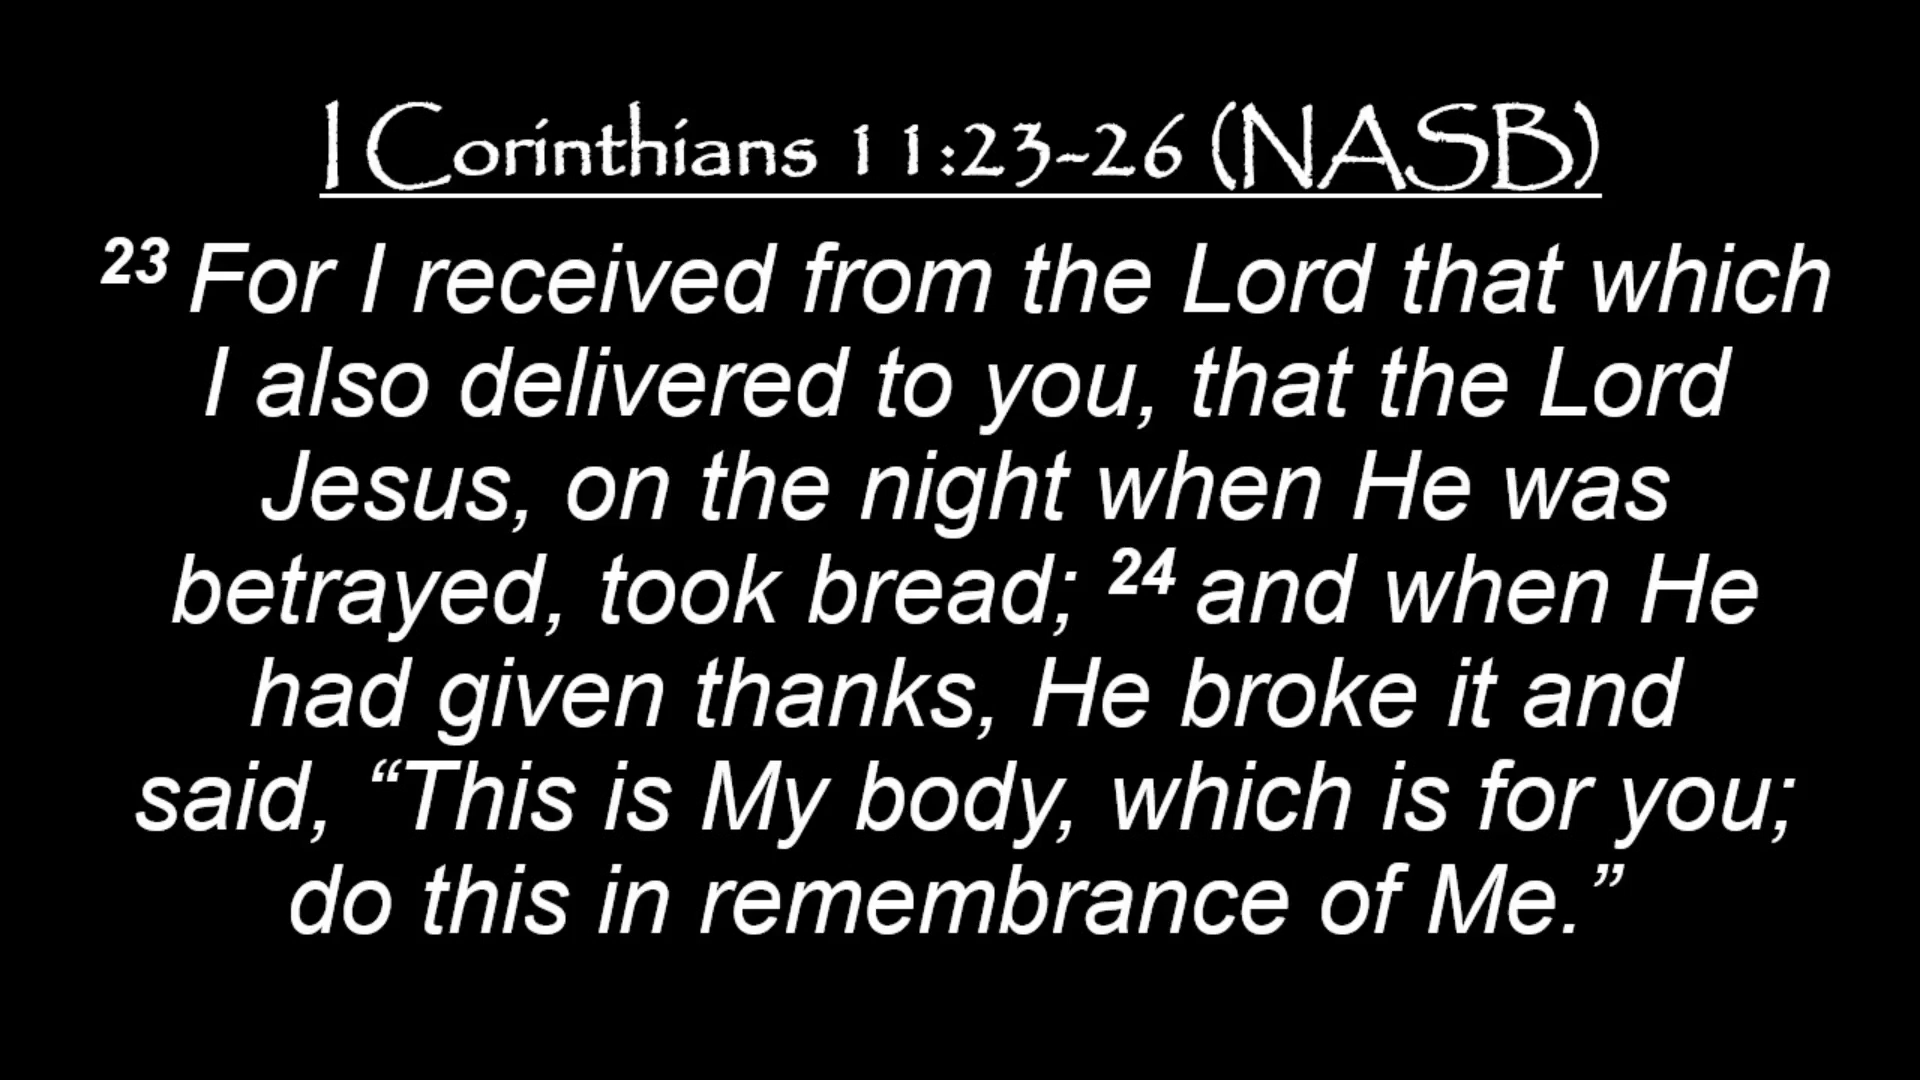 I Corinthians 11:23-26 (NASB)
23 For I received from the Lord that which
I also delivered to you, that the Lord
Jesus, on the night when He was
betrayed, took bread; 24 and when He
had given thanks, He broke it and
said, “This is My body, which is for you;
do this in remembrance of Me.”